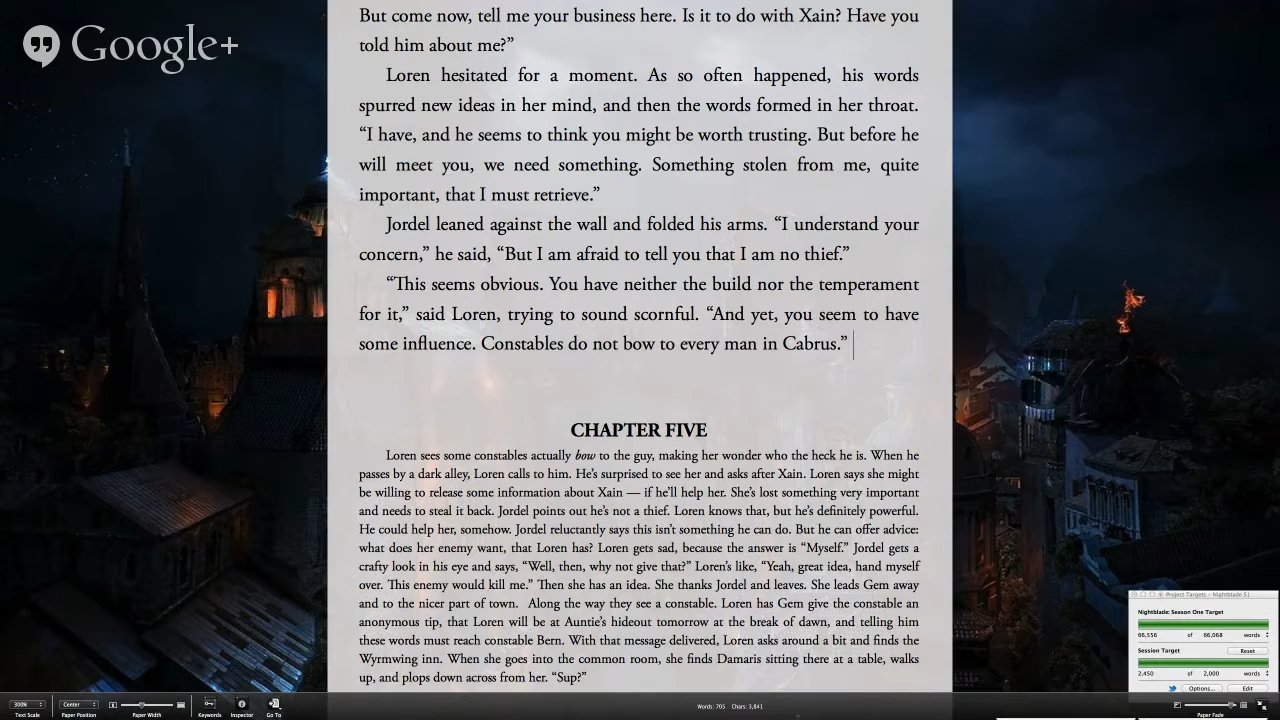 Google+
But come now, tell me your business here. Is it to do with Xain? Have you
told him about me?”
Loren hesitated for a moment. As so often happened, his words
spurred new ideas in her mind, and then the words formed in her throat.
“I have, and he seems to think you might be worth trusting. But before he
will meet you, we need something. Something stolen from me, quite
important, that I must retrieve.”
Jordel leaned against the wall and folded his arms. “I understand your
concern,” he said, “But I am afraid to tell you that I am no thief.”
“This seems obvious. You have neither the build nor the temperament
for it,” said Loren, trying to sound scornful. “And yet, you seem to have
some influence. Constables do not bow to every man in Cabrus.”
CHAPTER FIVE
Loren sees some constables actually bow to the guy, making her wonder who the heck he is. When he
passes by a dark alley, Loren calls to him. He’s surprised to see her and asks after Xain. Loren says she might
be willing to release some information about Xain — if he’ll help her. She’s lost something very important
and needs to steal it back. Jordel points out he’s not a thief. Loren knows that, but he’s definitely powerful.
He could help her, somehow. Jordel reluctantly says this isn’t something he can do. But he can offer advice:
what does her enemy want, that Loren has? Loren gets sad, because the answer is “Myself.” Jordel gets a
crafty look in his eye and says, “Well, then, why not give that?” Loren’s like, “Yeah, great idea, hand myself
over. This enemy would kill me.” Then she has an idea. She thanks Jordel and leaves. She leads Gem away
and to the nicer part of town. Along the way they see a constable. Loren has Gem give the constable an
anonymous tip, that Loren will be at Auntie’s hideout tomorrow at the break of dawn, and telling him
these words must reach constable Bern. With that message delivered, Loren asks around a bit and finds the
Wyrmwing inn. When she goes into the common room, she finds Damaris sitting there at a table, walks
up, and plops down across from her. “Sup?”
Project Targets - Nightblade S1
Nightblade: Season One Target
66,556 of 66,068 words
Session Target Reset
2,450 of 2,000 words
Options... Edit
300% Center
Text Scale Paper Position Paper Width Keywords Inspector Go To
Words: 705 Chars: 3,841
Paper Fade